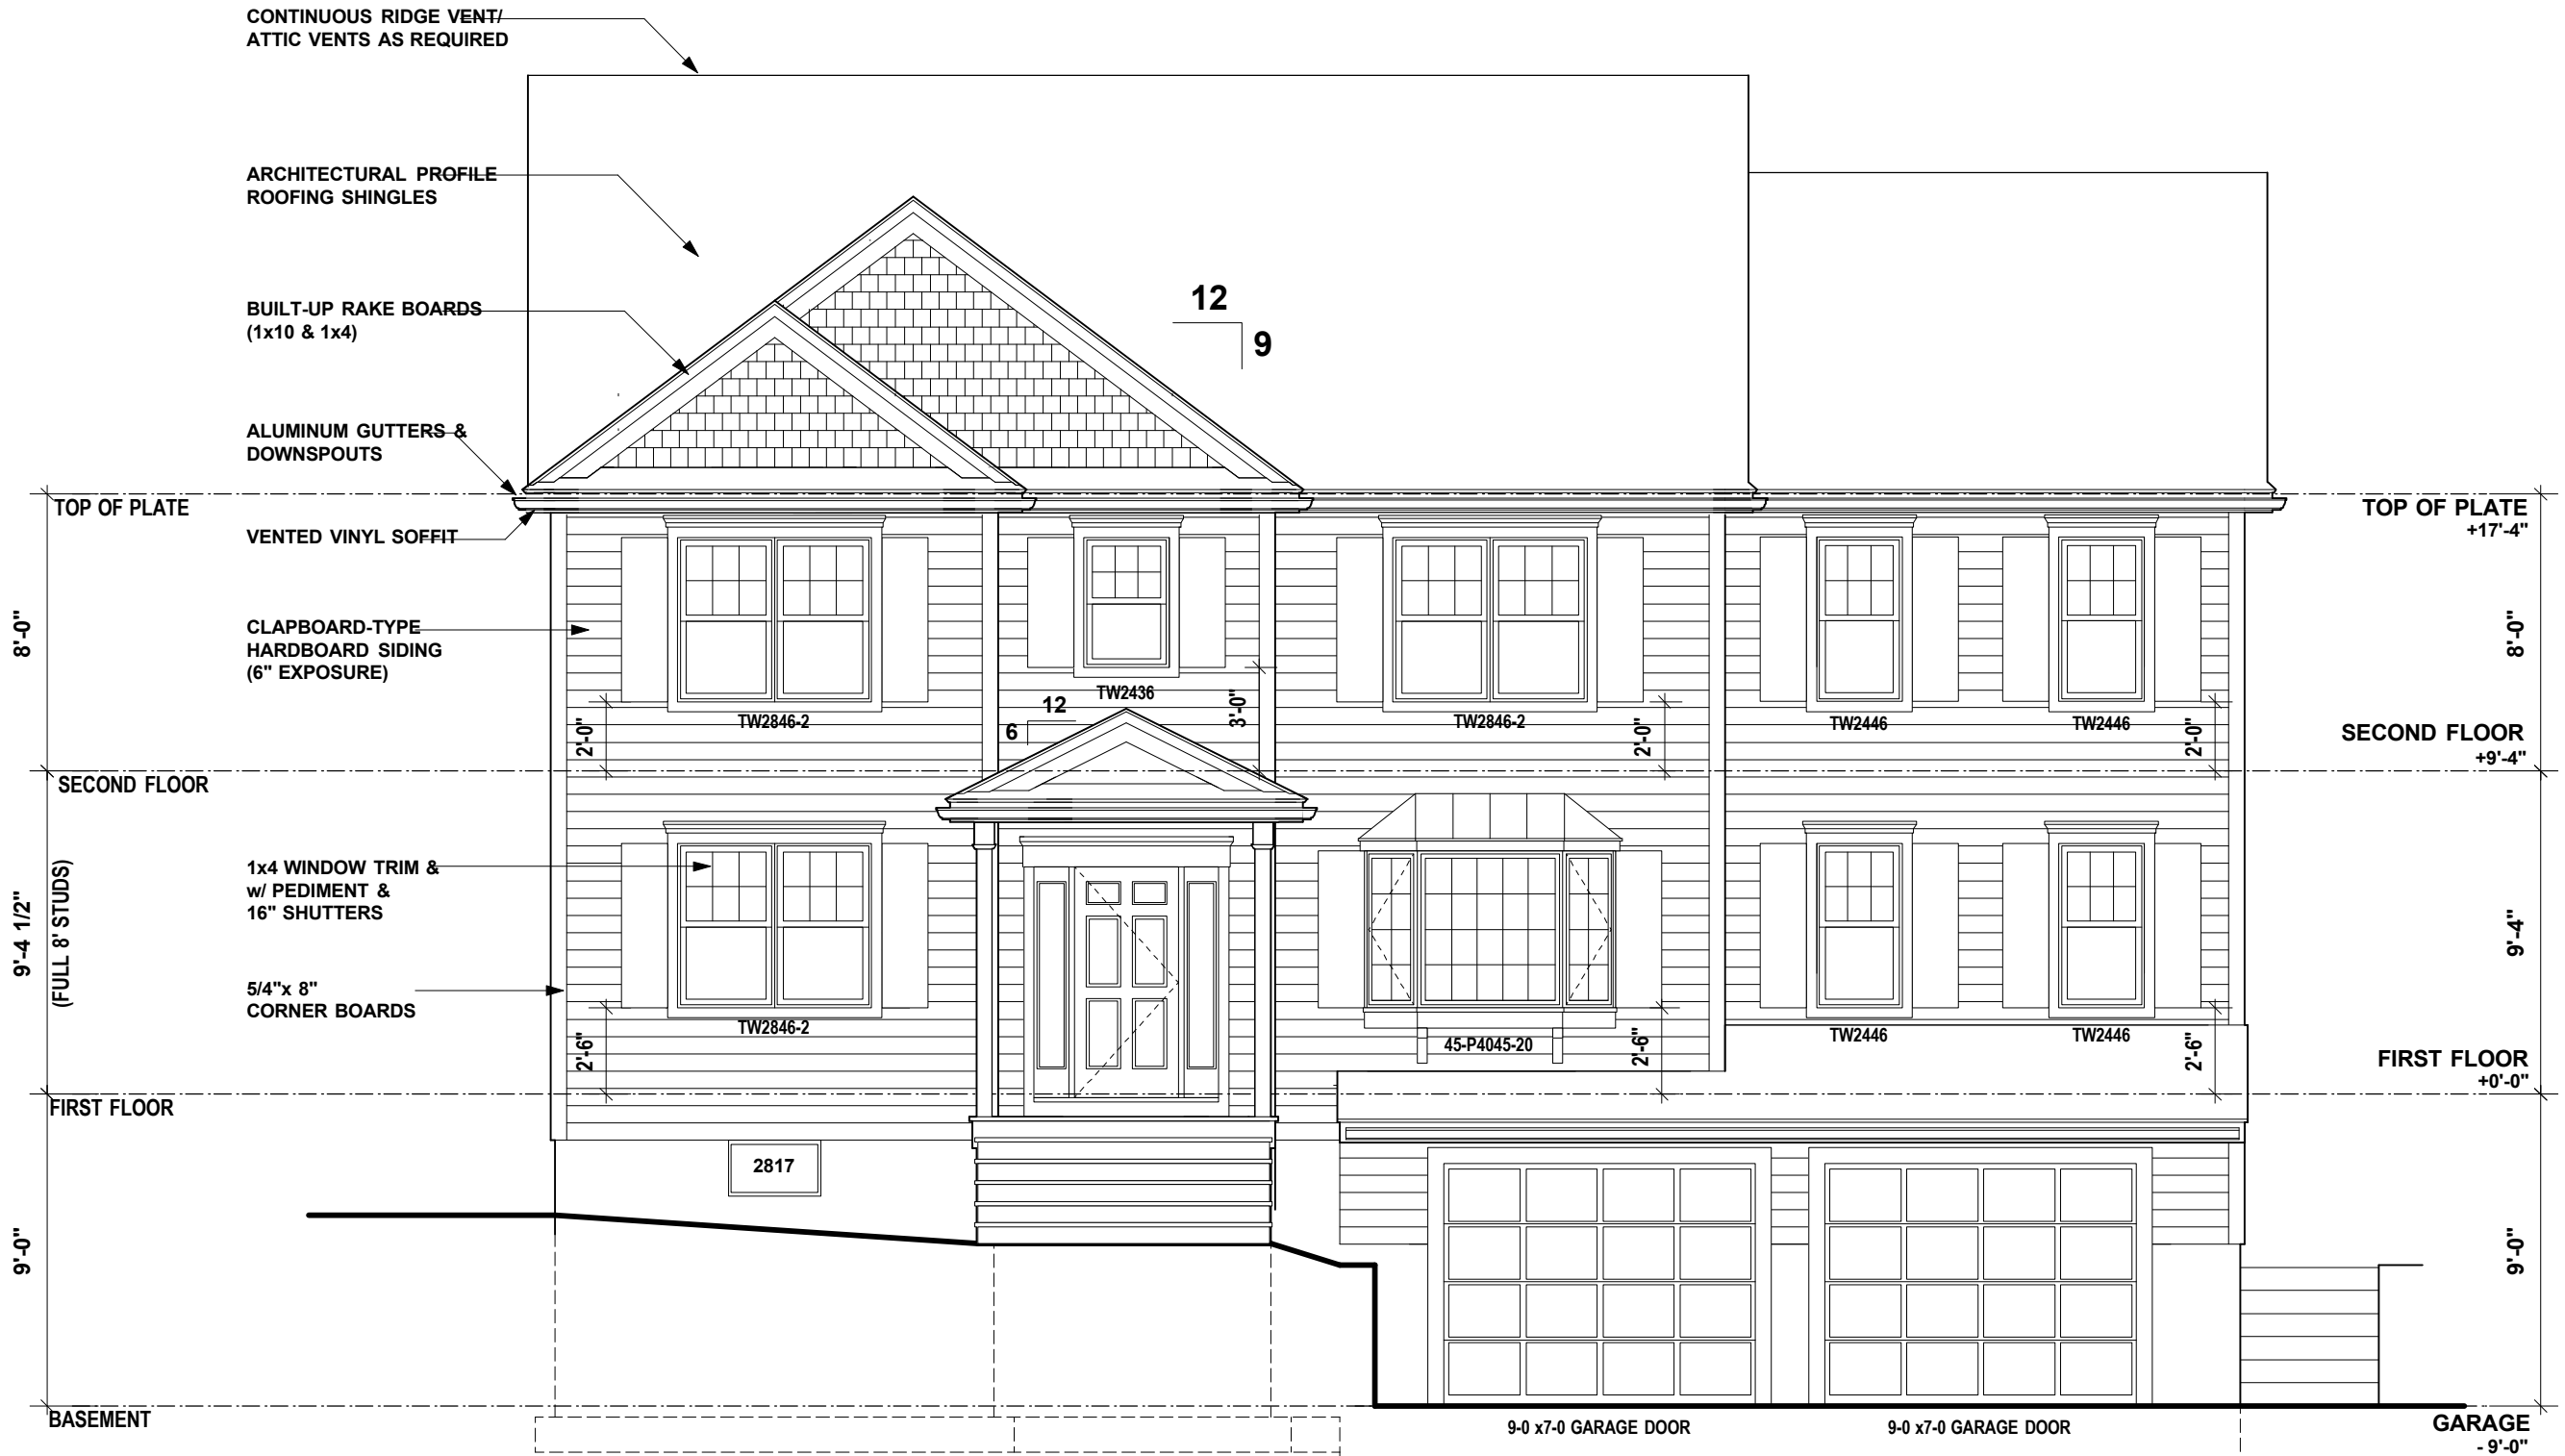 CONTINUOUS RIDGE VENT/
ATTIC VENTS AS REQUIRED
ARCHITECTURAL PROFILE
ROOFING SHINGLES
12
9
BUILT-UP RAKE BOARDS
(1x10 & 1x4)
ALUMINUM GUTTERS &
DOWNSPOUTS
TOP OF PLATE
TOP OF PLATE
+17'-4"
VENTED VINYL SOFFIT
8'-0"
CLAPBOARD-TYPE
HARDBOARD SIDING
(6" EXPOSURE)
8'-0"
TW2846-2
TW2436
TW2846-2
TW2446
TW2446
12
6
2'-0"
3'-0"
2'-0"
2'-0"
SECOND FLOOR
+9'-4"
SECOND FLOOR
9'-4 1/2"
(FULL 8' STUDS)
1x4 WINDOW TRIM &
w/ PEDIMENT &
16" SHUTTERS
9'-4"
5/4"x 8"
CORNER BOARDS
TW2846-2
45-P4045-20
TW2446
TW2446
2'-6"
2'-6"
2'-6"
FIRST FLOOR
+0'-0"
FIRST FLOOR
2817
9'-0"
9'-0"
BASEMENT
9-0 x7-0 GARAGE DOOR
9-0 x7-0 GARAGE DOOR
GARAGE
- 9'-0"